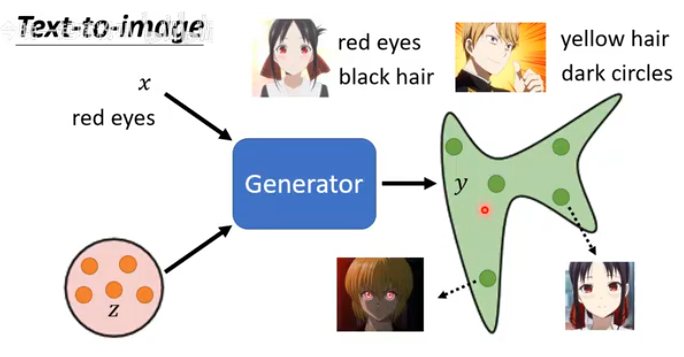 Text-to-image
x
red eyes
red eyes
black hair
yellow hair
dark circles
Generator
y
z